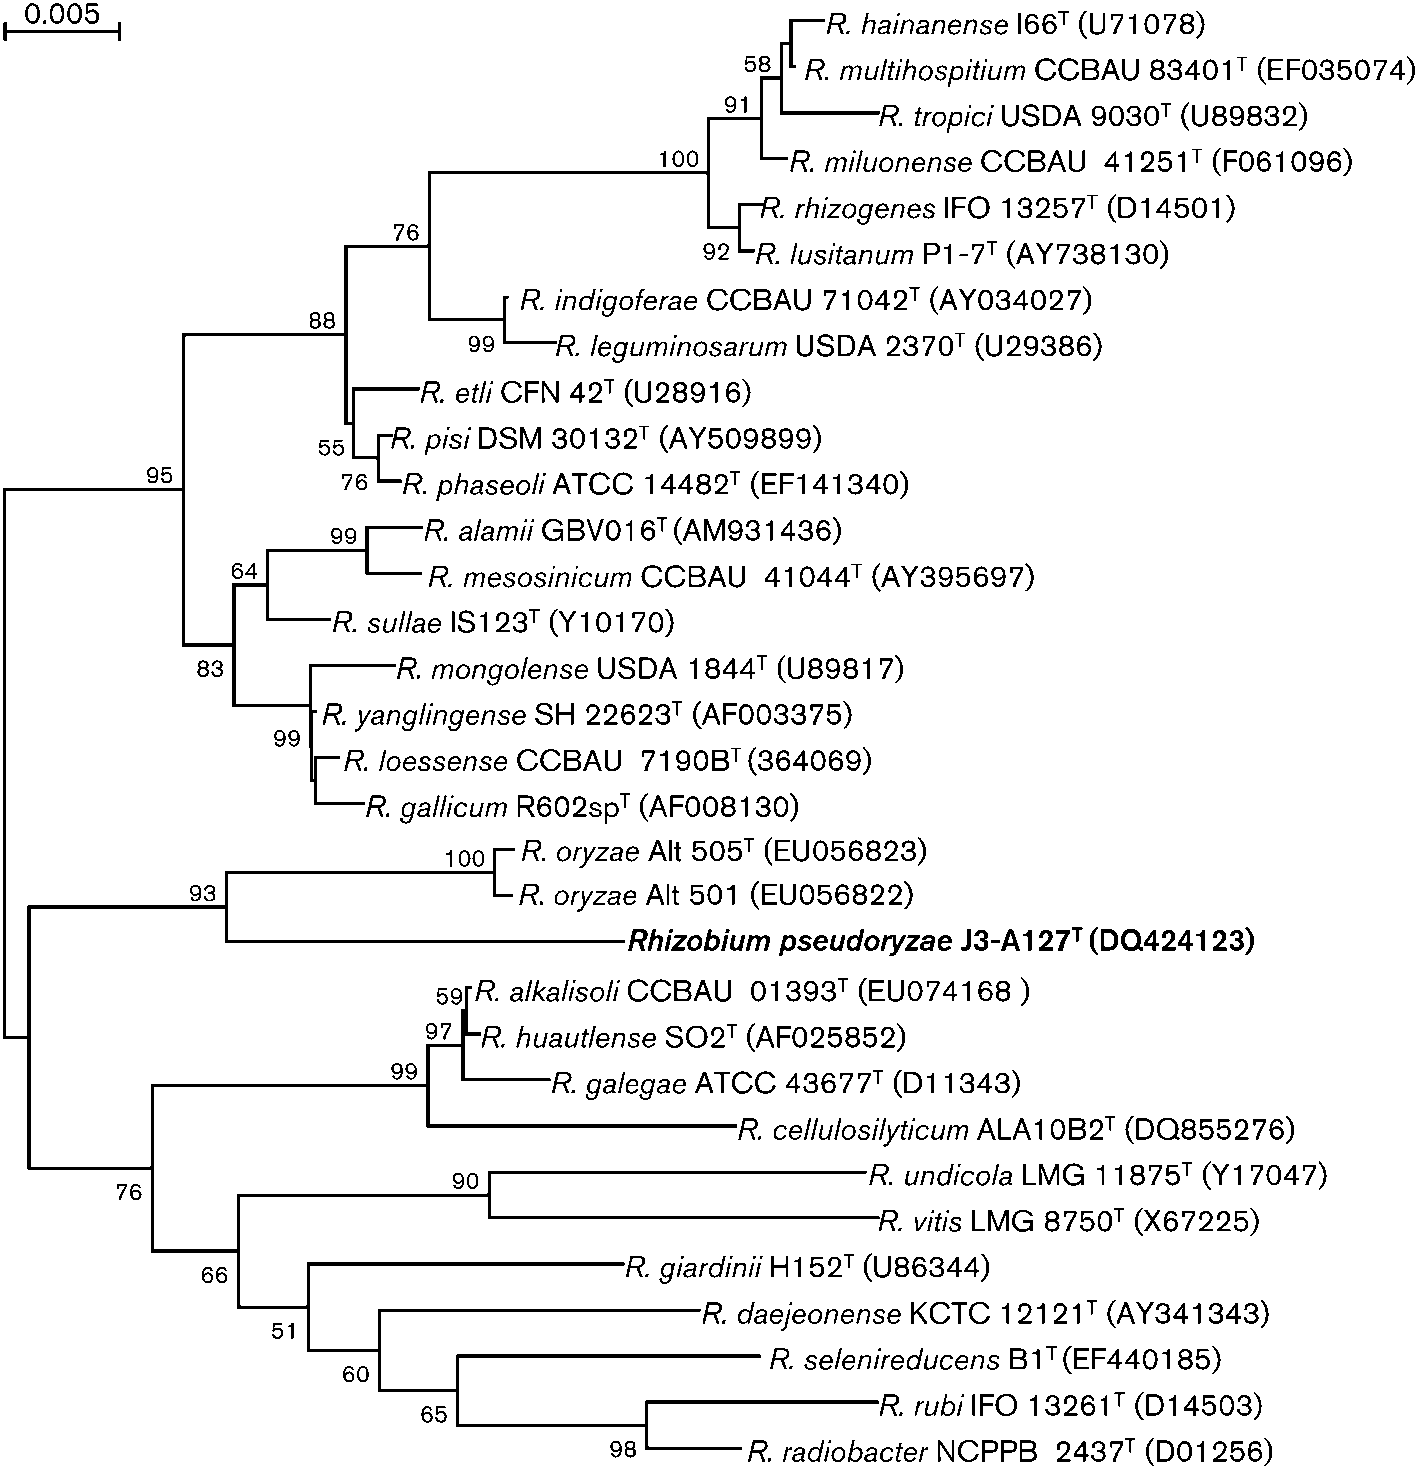 0.005
R. hainanense I66ᵀ (U71078)
58
R. multihospitium CCBAU 83401ᵀ (EF035074)
91
R. tropici USDA 9030ᵀ (U89832)
100
R. miluonense CCBAU 41251ᵀ (F061096)
R. rhizogenes IFO 13257ᵀ (D14501)
76
92
R. lusitanum P1-7ᵀ (AY738130)
R. indigoferae CCBAU 71042ᵀ (AY034027)
88
99
R. leguminosarum USDA 2370ᵀ (U29386)
R. etli CFN 42ᵀ (U28916)
55
R. pisi DSM 30132ᵀ (AY509899)
95
76
R. phaseoli ATCC 14482ᵀ (EF141340)
99
R. alamii GBV016ᵀ (AM931436)
64
R. mesosinicum CCBAU 41044ᵀ (AY395697)
R. sullae IS123ᵀ (Y10170)
83
R. mongolense USDA 1844ᵀ (U89817)
R. yanglingense SH 22623ᵀ (AF003375)
99
R. loessense CCBAU 7190Bᵀ (364069)
R. gallicum R602spᵀ (AF008130)
100
R. oryzae Alt 505ᵀ (EU056823)
93
R. oryzae Alt 501 (EU056822)
Rhizobium pseudoryzae J3-A127ᵀ (DQ424123)
59
R. alkalisoli CCBAU 01393ᵀ (EU074168 )
97
R. huautlense SO2ᵀ (AF025852)
99
R. galegae ATCC 43677ᵀ (D11343)
R. cellulosilyticum ALA10B2ᵀ (DQ855276)
76
90
R. undicola LMG 11875ᵀ (Y17047)
R. vitis LMG 8750ᵀ (X67225)
66
R. giardinii H152ᵀ (U86344)
51
R. daejeonense KCTC 12121ᵀ (AY341343)
60
R. selenireducens B1ᵀ (EF440185)
65
R. rubi IFO 13261ᵀ (D14503)
98
R. radiobacter NCPPB 2437ᵀ (D01256)